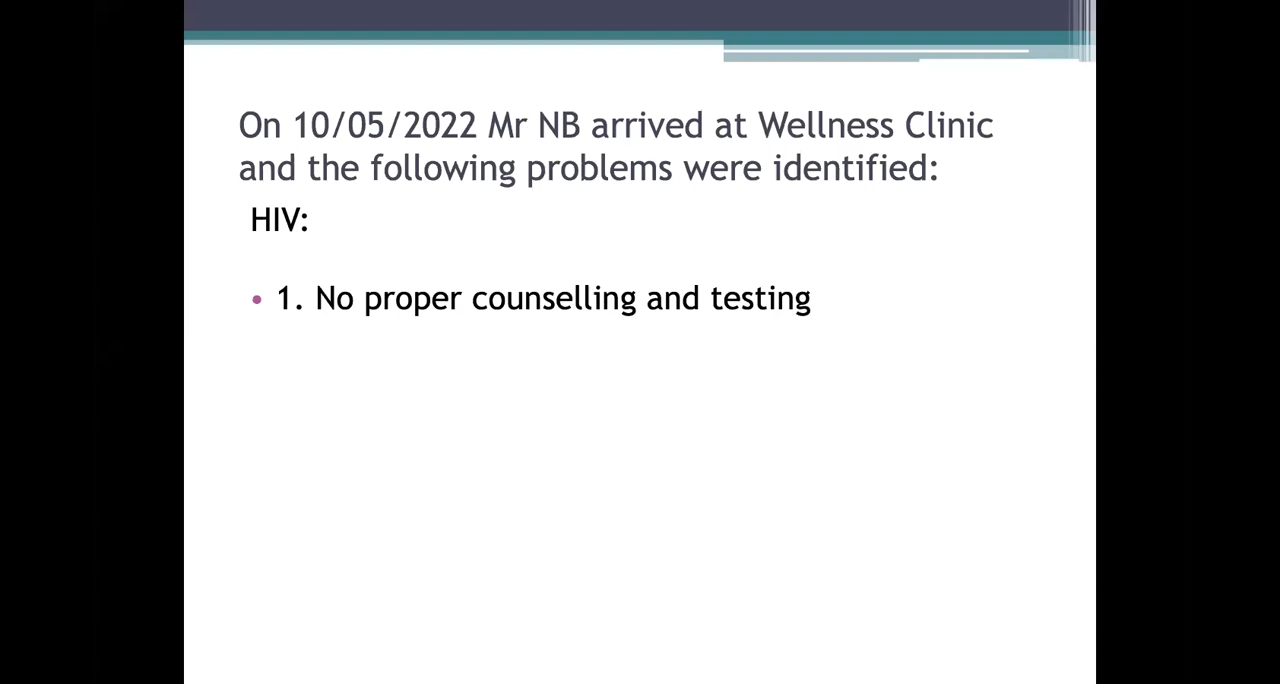 On 10/05/2022 Mr NB arrived at Wellness Clinic
and the following problems were identified:
HIV:
• 1. No proper counselling and testing